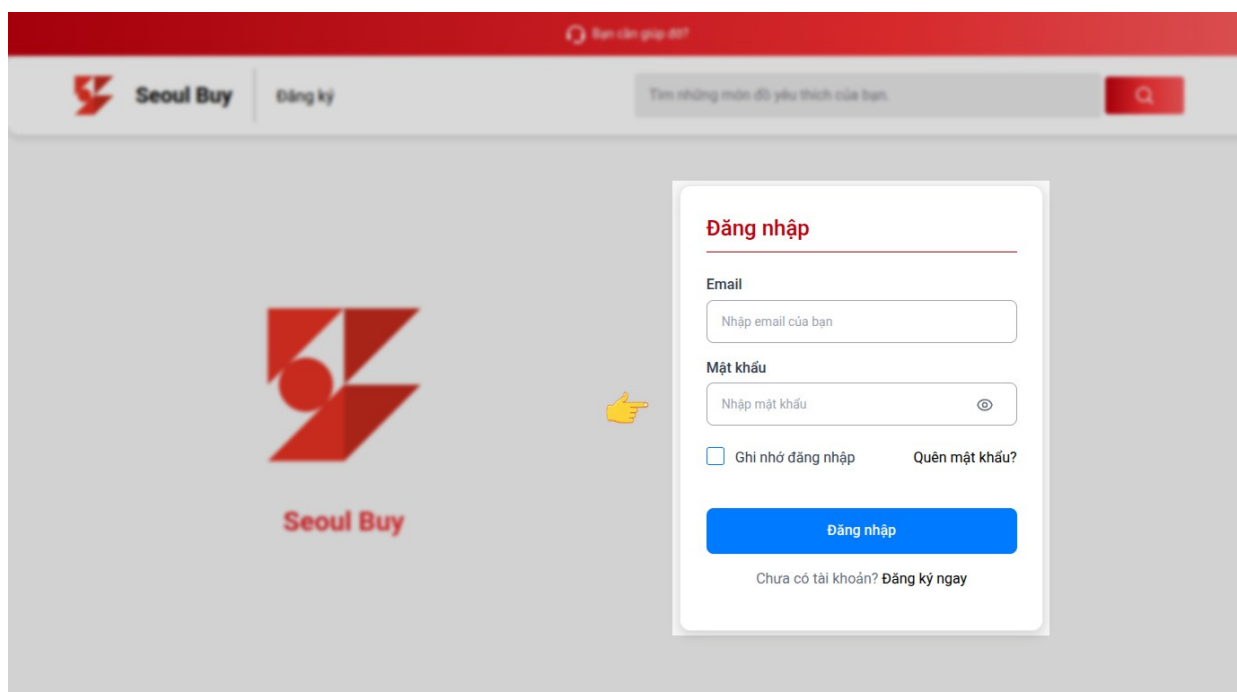 Bạn cần giúp đỡ?
Seoul Buy
Đăng ký
Tìm những món đồ yêu thích của bạn.
Đăng nhập
Email
Nhập email của bạn
Mật khẩu
Nhập mật khẩu
Ghi nhớ đăng nhập
Quên mật khẩu?
Seoul Buy
Đăng nhập
Chưa có tài khoản? Đăng ký ngay